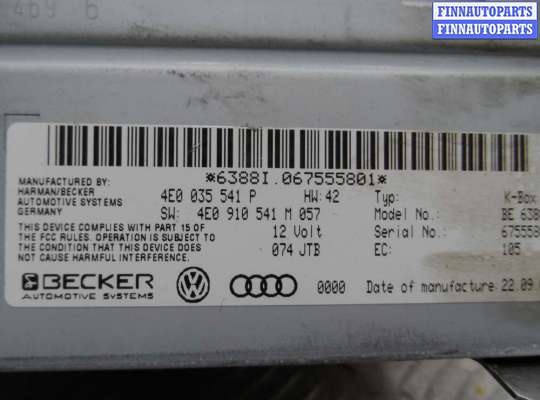 FINNAUTOPARTS
FINNAUTOPARTS
469 6
*6388I.067555801*
MANUFACTURED BY:
HARMAN/BECKER
AUTOMOTIVE SYSTEMS
GERMANY
4E0 035 541 P HW:42 Typ: K-Box
SW: 4E0 910 541 M 057 Model No.: BE 638
12 Volt Serial No.: 675558
074 JTB EC: 105
THIS DEVICE COMPLIES WITH PART 15 OF
THE FCC RULES. OPERATION IS SUBJECT TO
THE CONDITION THAT THIS DEVICE DOES
NOT CAUSE HARMFUL INTERFERENCE.
BECKER
AUTOMOTIVE SYSTEMS
0000 Date of manufacture: 22.09.